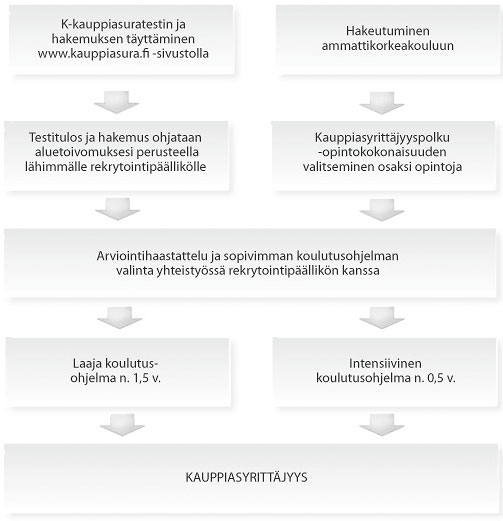 K-kauppiasuratestin ja
hakemuksen täyttäminen
www.kauppiasura.fi -sivustolla
Hakeutuminen
ammattikorkeakouluun
Testitulos ja hakemus ohjataan
aluetoivomuksesi perusteella
lähimmälle rekrytointipäällikölle
Kauppiasyrittäjyyspolku
-opintokokonaisuuden
valitseminen osaksi opintoja
Arviointihaastattelu ja sopivimman koulutusohjelman
valinta yhteistyössä rekrytointipäällikön kanssa
Laaja koulutus-
ohjelma n. 1,5 v.
Intensiivinen
koulutusohjelma n. 0,5 v.
KAUPPIASYRITTÄJYYS